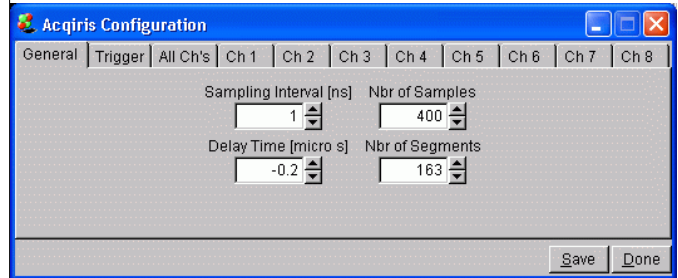 Acqiris Configuration
General Trigger All Ch's Ch 1 Ch 2 Ch 3 Ch 4 Ch 5 Ch 6 Ch 7 Ch 8
Sampling Interval [ns] Nbr of Samples
1 400
Delay Time [micro s] Nbr of Segments
-0.2 163
Save Done